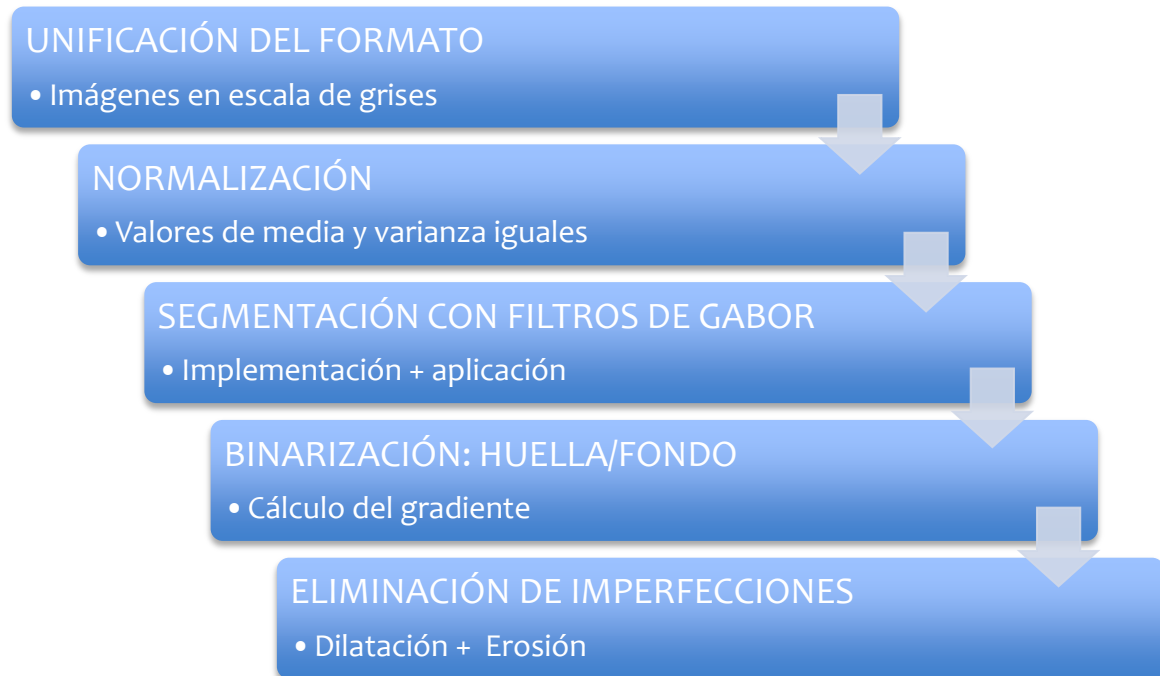 UNIFICACIÓN DEL FORMATO
• Imágenes en escala de grises
NORMALIZACIÓN
• Valores de media y varianza iguales
SEGMENTACIÓN CON FILTROS DE GABOR
• Implementación + aplicación
BINARIZACIÓN: HUELLA/FONDO
• Cálculo del gradiente
ELIMINACIÓN DE IMPERFECCIONES
• Dilatación + Erosión